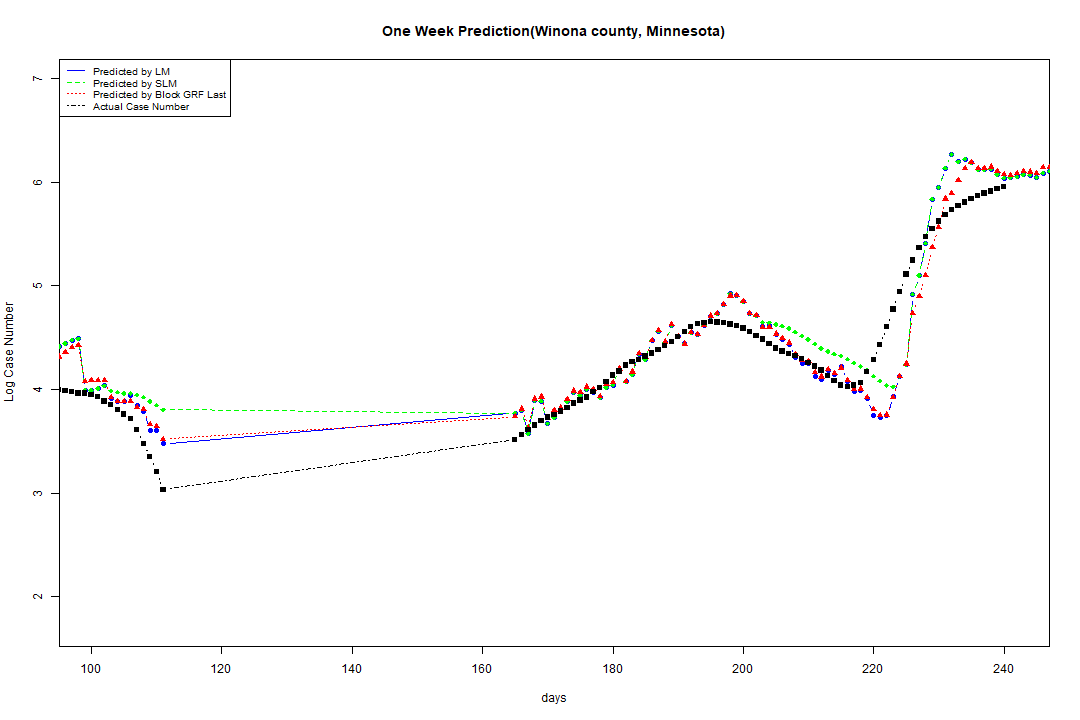 One Week Prediction(Winona county, Minnesota)
Predicted by LM
Predicted by SLM
Predicted by Block GRF Last
Actual Case Number
7
6
5
4
3
2
Log Case Number
100 120 140 160 180 200 220 240
days